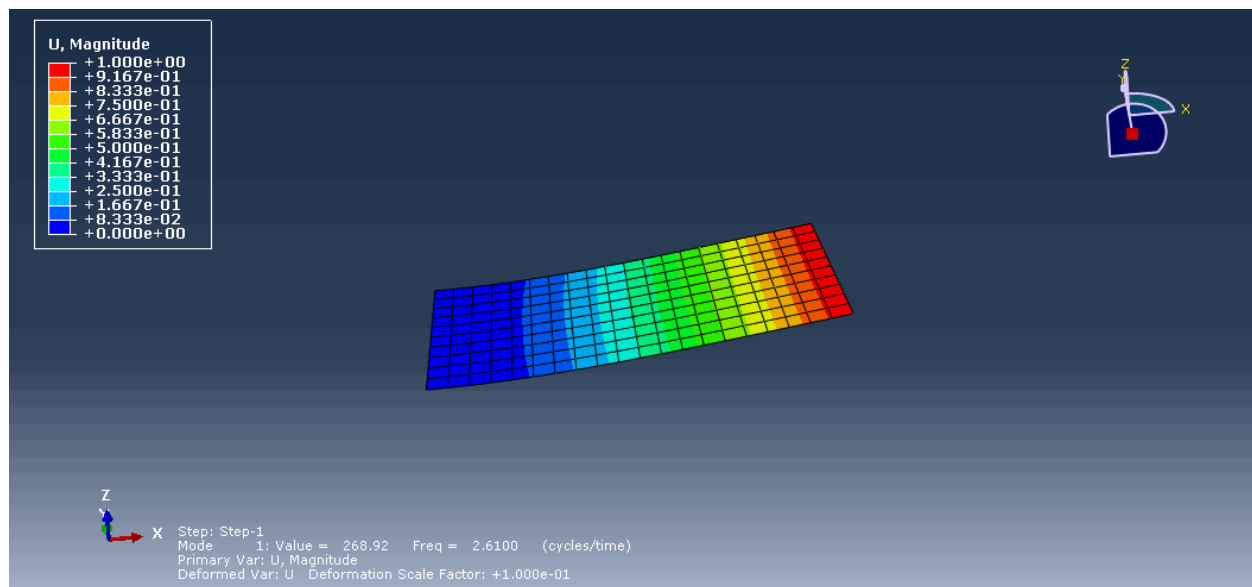 U, Magnitude
+1.000e+00
+9.167e-01
+8.333e-01
+7.500e-01
+6.667e-01
+5.833e-01
+5.000e-01
+4.167e-01
+3.333e-01
+2.500e-01
+1.667e-01
+8.333e-02
+0.000e+00
Z
Y
X
Z
Y
X
Step: Step-1
Mode 1: Value = 268.92 Freq = 2.6100 (cycles/time)
Primary Var: U, Magnitude
Deformed Var: U Deformation Scale Factor: +1.000e-01